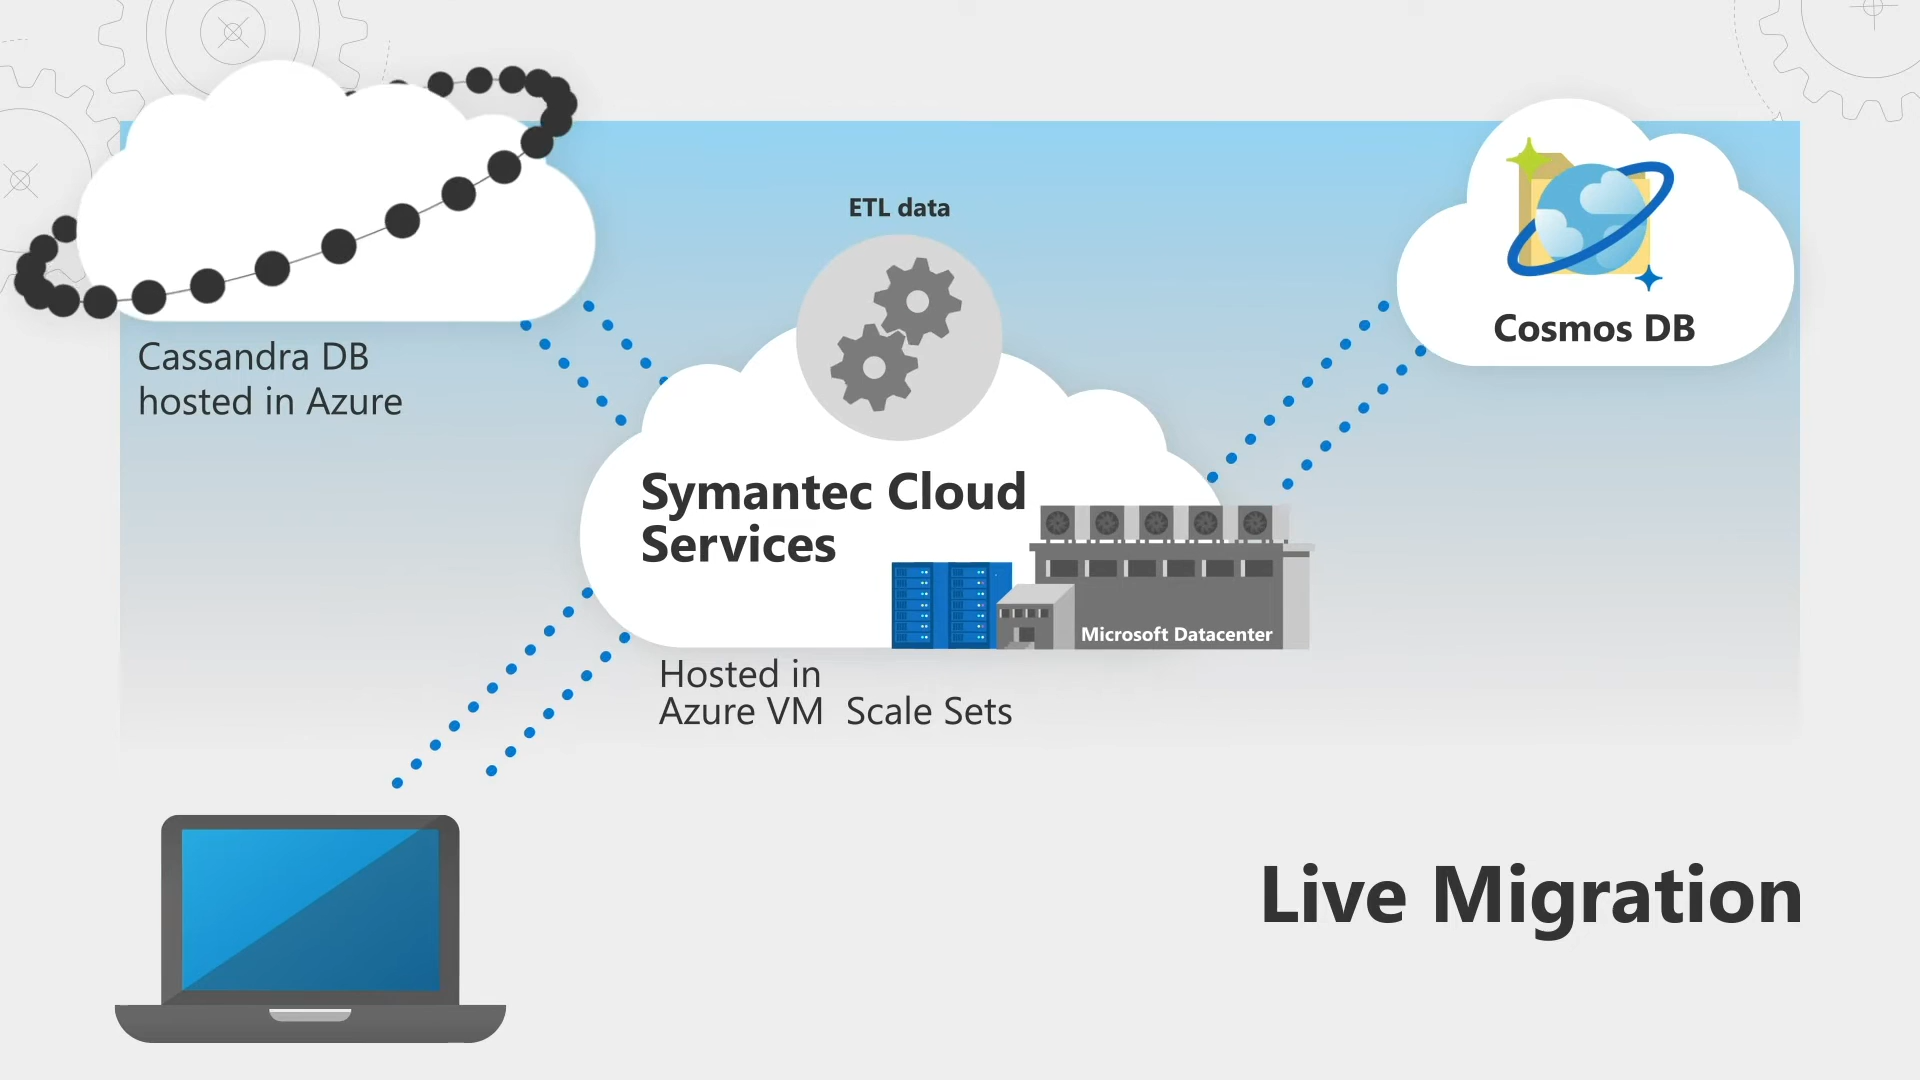 ETL data
Cosmos DB
Cassandra DB
hosted in Azure
Symantec Cloud
Services
Microsoft Datacenter
Hosted in
Azure VM  Scale Sets
Live Migration